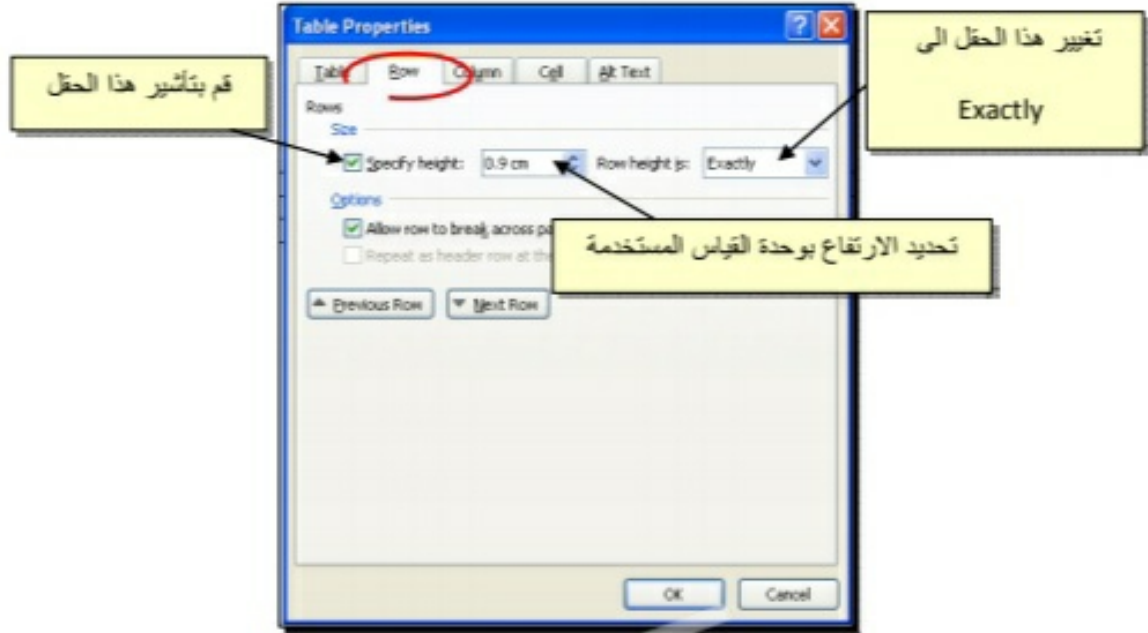 Table Properties
تغيير هذا الحقل الى
Exactly
قم بتأشير هذا الحقل
Table Row Column Cell Alt Text
Rows
Size
Specify height: 0.9 cm Row height is: Exactly
Options
Allow row to break across pa
تحديد الارتفاع بوحدة القياس المستخدمة
Repeat as header row at the
Previous Row Next Row
OK Cancel